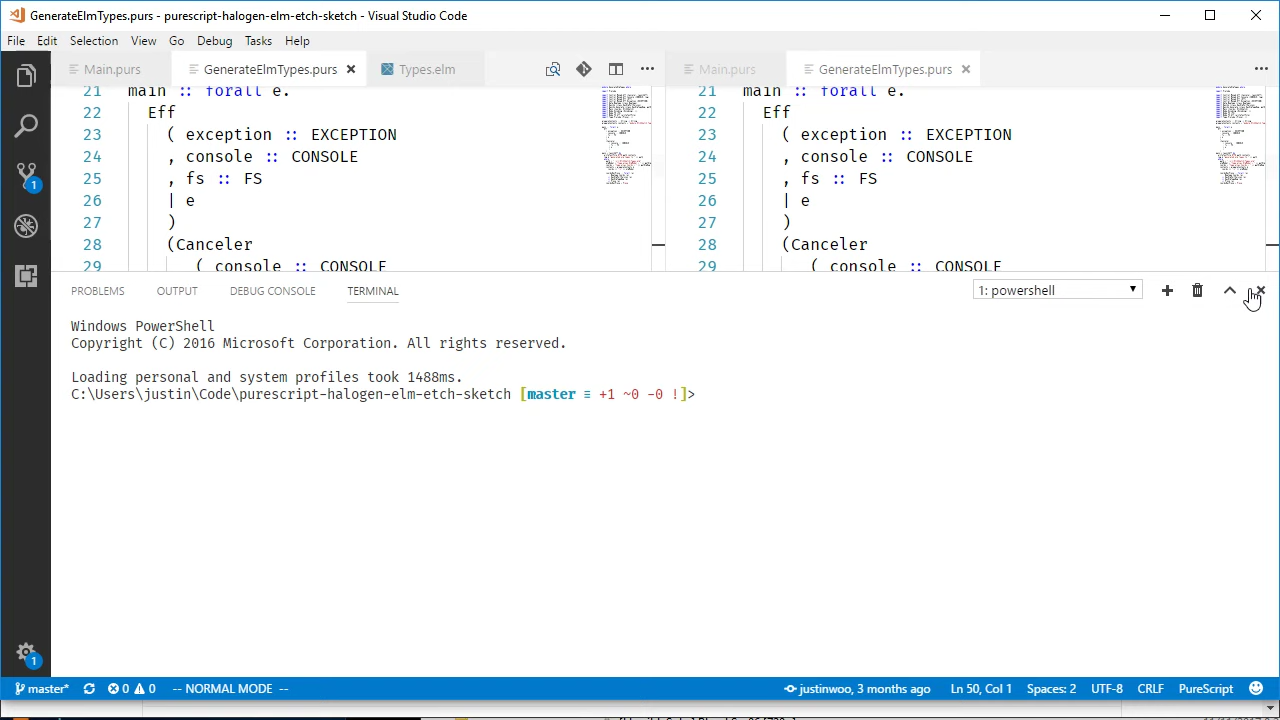 GenerateElmTypes.purs - purescript-halogen-elm-etch-sketch - Visual Studio Code
File Edit Selection View Go Debug Tasks Help
Main.purs GenerateElmTypes.purs Types.elm
Main.purs GenerateElmTypes.purs
21 main :: forall e.
22 Eff
23 ( exception :: EXCEPTION
24 , console :: CONSOLE
25 , fs :: FS
26 | e
27 )
28 (Canceler
29 ( console :: CONSOLE
21 main :: forall e.
22 Eff
23 ( exception :: EXCEPTION
24 , console :: CONSOLE
25 , fs :: FS
26 | e
27 )
28 (Canceler
29 ( console :: CONSOLE
1
PROBLEMS OUTPUT DEBUG CONSOLE TERMINAL
1: powershell
Windows PowerShell
Copyright (C) 2016 Microsoft Corporation. All rights reserved.
Loading personal and system profiles took 1488ms.
C:\Users\justin\Code\purescript-halogen-elm-etch-sketch [master ≡ +1 ~0 -0 !]>
1
master* 0 0 -- NORMAL MODE -- justinwoo, 3 months ago Ln 50, Col 1 Spaces: 2 UTF-8 CRLF PureScript